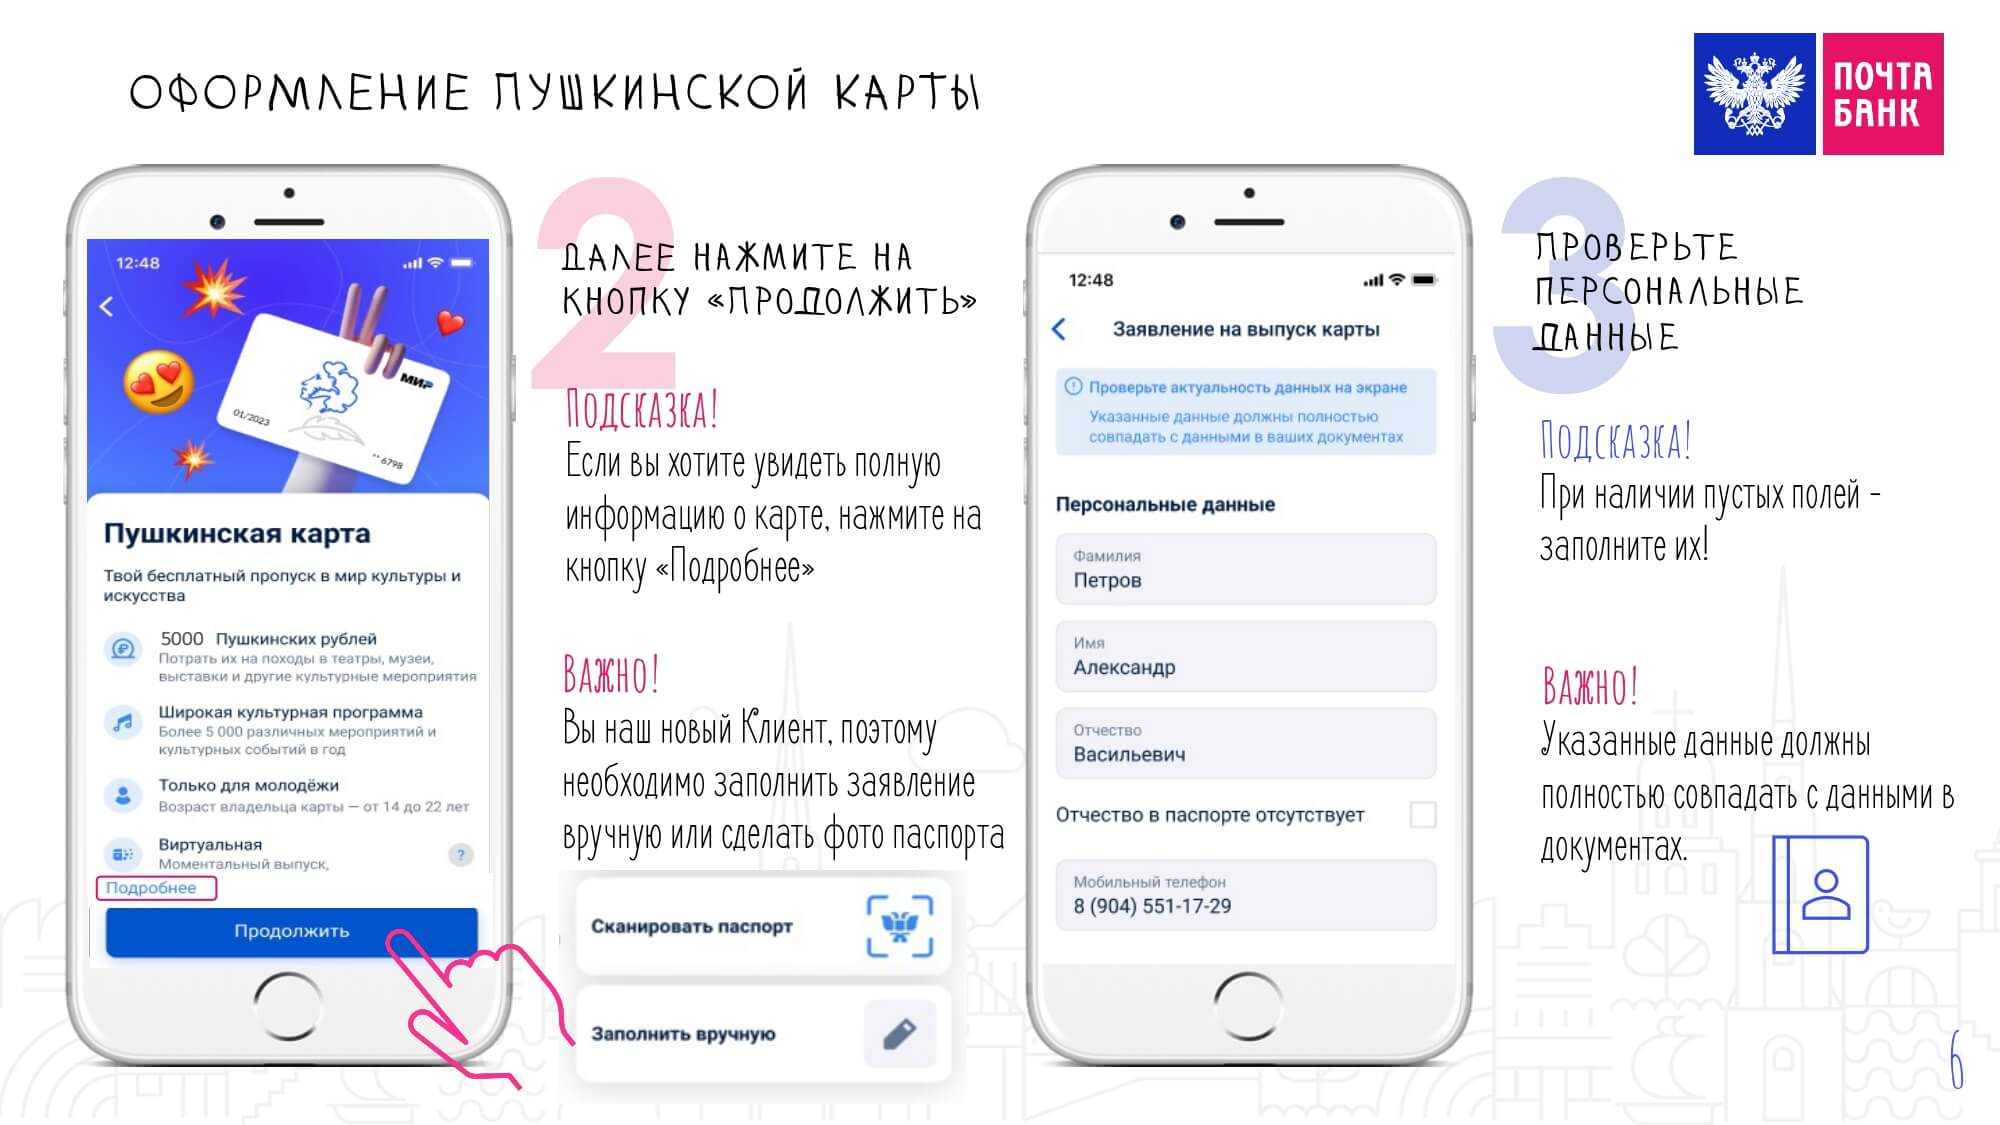 ОФОРМЛЕНИЕ ПУШКИНСКОЙ КАРТЫ
ПОЧТА
БАНК
12:48
МИР
01/2023
** 6798
Пушкинская карта
Твой бесплатный пропуск в мир культуры и
искусства
5000 Пушкинских рублей
Потрать их на походы в театры, музеи,
выставки и другие культурные мероприятия
Широкая культурная программа
Более 5 000 различных мероприятий и
культурных событий в год
Только для молодёжи
Возраст владельца карты — от 14 до 22 лет
Виртуальная
Моментальный выпуск,
?
Подробнее
Продолжить
2
ДАЛЕЕ НАЖМИТЕ НА
КНОПКУ «ПРОДОЛЖИТЬ»
Подсказка!
Если вы хотите увидеть полную
информацию о карте, нажмите на
кнопку «Подробнее»
Важно!
Вы наш новый Клиент, поэтому
необходимо заполнить заявление
вручную или сделать фото паспорта
Сканировать паспорт
Заполнить вручную
12:48
Заявление на выпуск карты
Проверьте актуальность данных на экране
Указанные данные должны полностью
совпадать с данными в ваших документах
Персональные данные
Фамилия
Петров
Имя
Александр
Отчество
Васильевич
Отчество в паспорте отсутствует
Мобильный телефон
8 (904) 551-17-29
3
ПРОВЕРЬТЕ
ПЕРСОНАЛЬНЫЕ
ДАННЫЕ
Подсказка!
При наличии пустых полей -
заполните их!
Важно!
Указанные данные должны
полностью совпадать с данными в
документах.
6